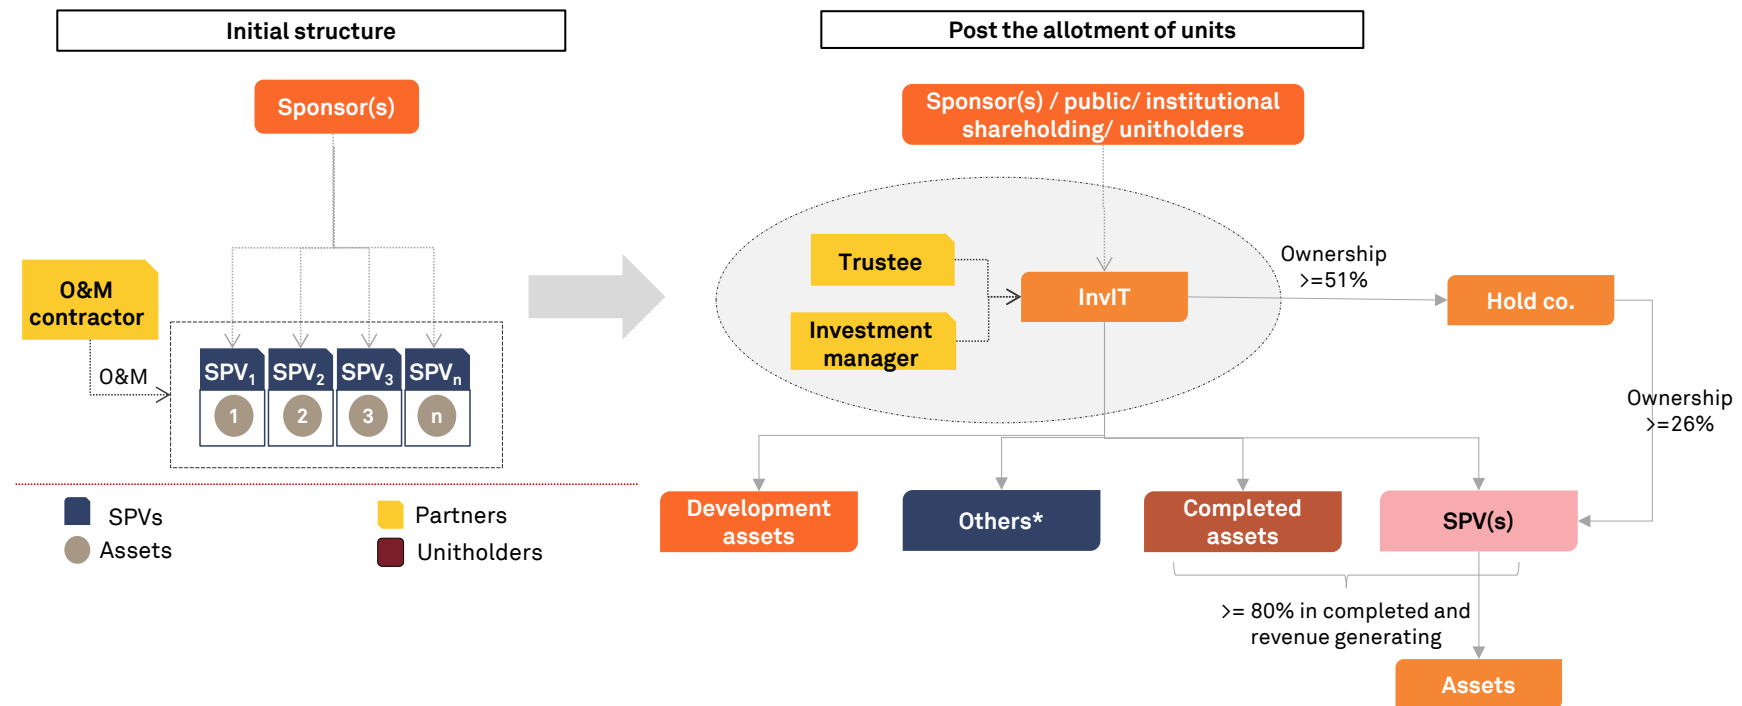 Initial structure
Post the allotment of units
Sponsor(s)
Sponsor(s) / public/ institutional
shareholding/ unitholders
O&M
contractor
O&M
SPV1
SPV2
SPV3
SPVn
1
2
3
n
Trustee
Investment
manager
InvIT
Ownership
>=51%
Hold co.
Ownership
>=26%
SPVs
Assets
Partners
Unitholders
Development
assets
Others*
Completed
assets
SPV(s)
>= 80% in completed and
revenue generating
Assets